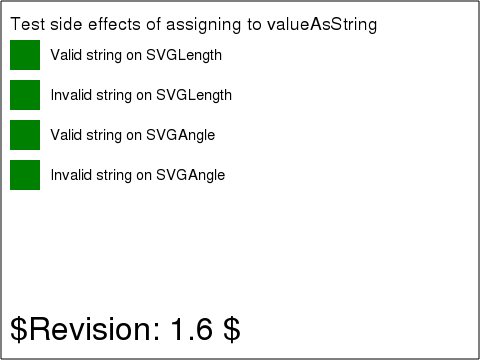 Test side effects of assigning to valueAsString
Valid string on SVGLength
Invalid string on SVGLength
Valid string on SVGAngle
Invalid string on SVGAngle
$Revision: 1.6 $